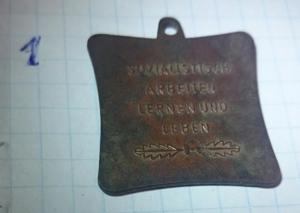 1
SOZIALISTISCH
ARBEITEN
LERNEN UND
LEBEN